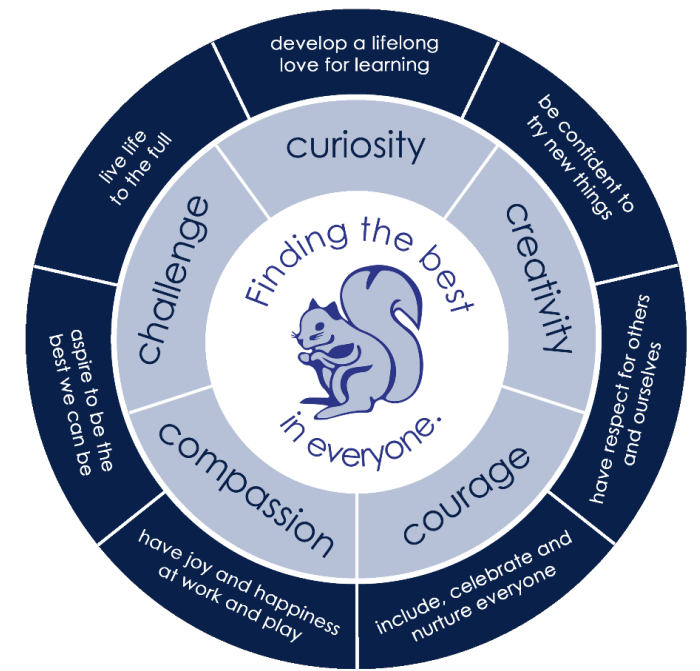 develop a lifelong
love for learning
be confident to
try new things
have respect for others
and ourselves
include, celebrate and
nurture everyone
have joy and happiness
at work and play
aspire to be the
best we can be
live life
to the full
curiosity
creativity
courage
compassion
challenge
Finding the best
in everyone.